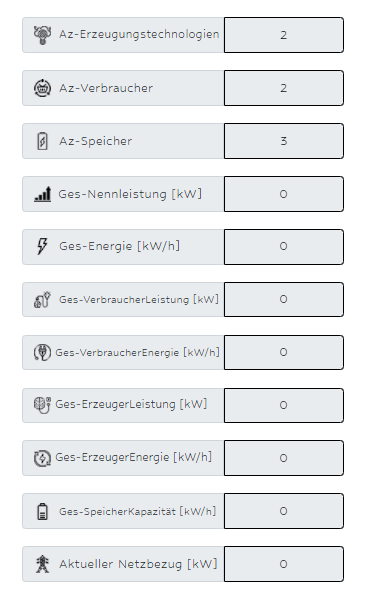 Az-Erzeugungstechnologien 2
Az-Verbraucher 2
Az-Speicher 3
Ges-Nennleistung [kW] 0
Ges-Energie [kW/h] 0
Ges-VerbraucherLeistung [kW] 0
Ges-VerbraucherEnergie [kW/h] 0
Ges-ErzeugerLeistung [kW] 0
Ges-ErzeugerEnergie [kW/h] 0
Ges-SpeicherKapazität [kW/h] 0
Aktueller Netzbezug [kW] 0